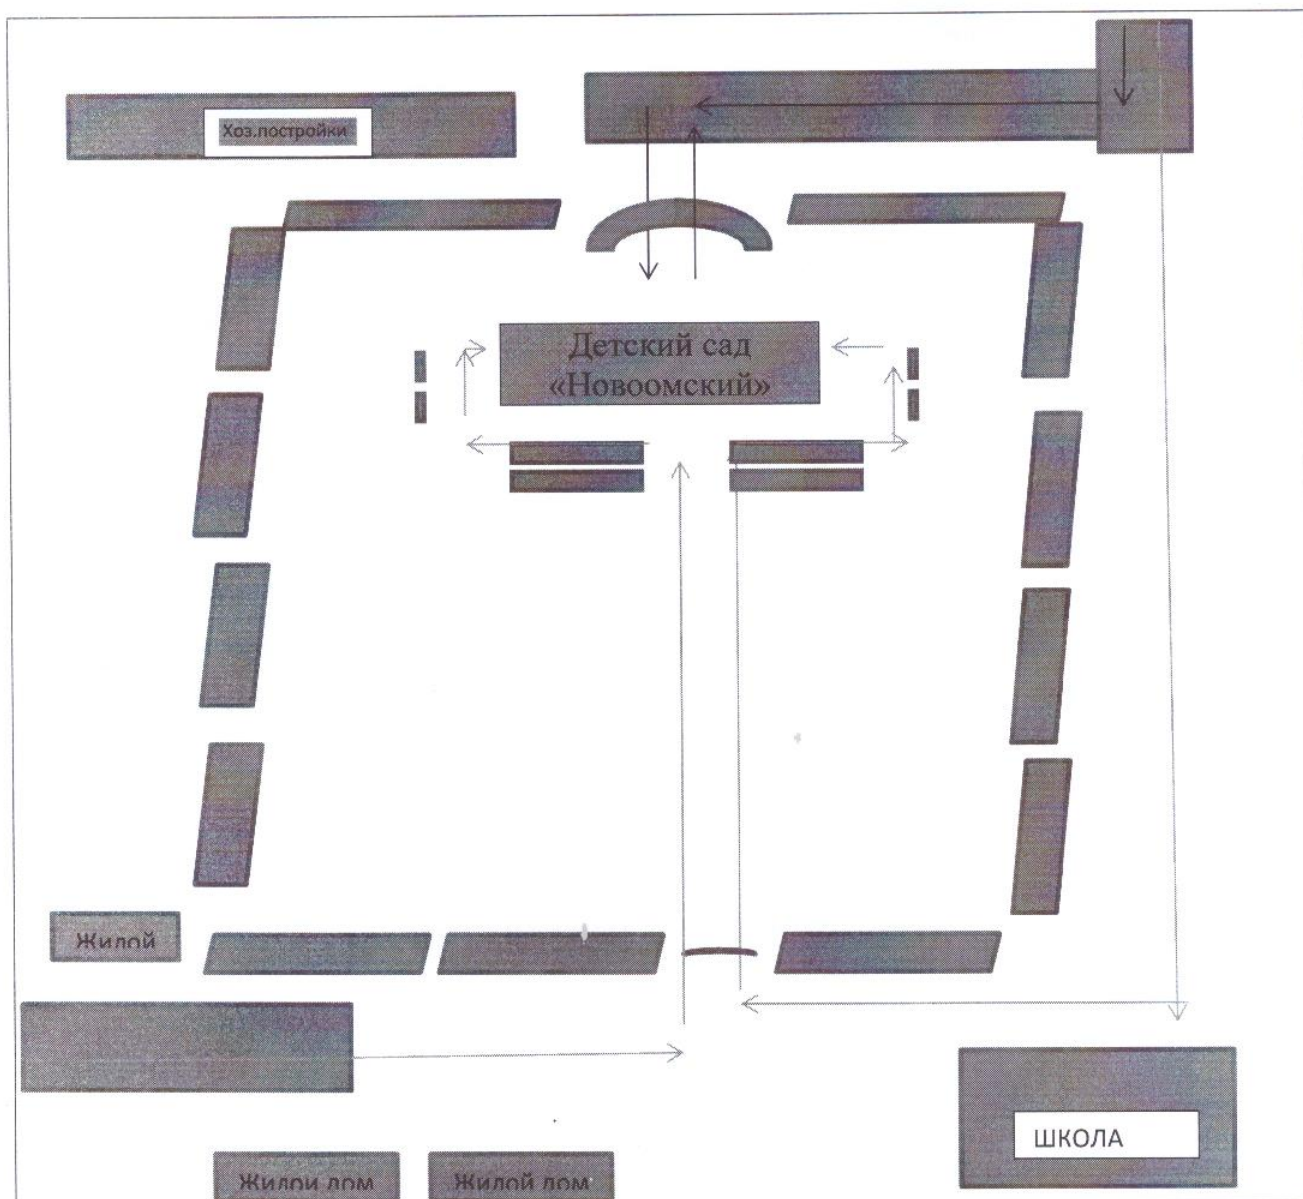 Хоз.постройки
Детский сад
«Новоомский»
Жилой
ШКОЛА
Жилой дом
Жилой дом